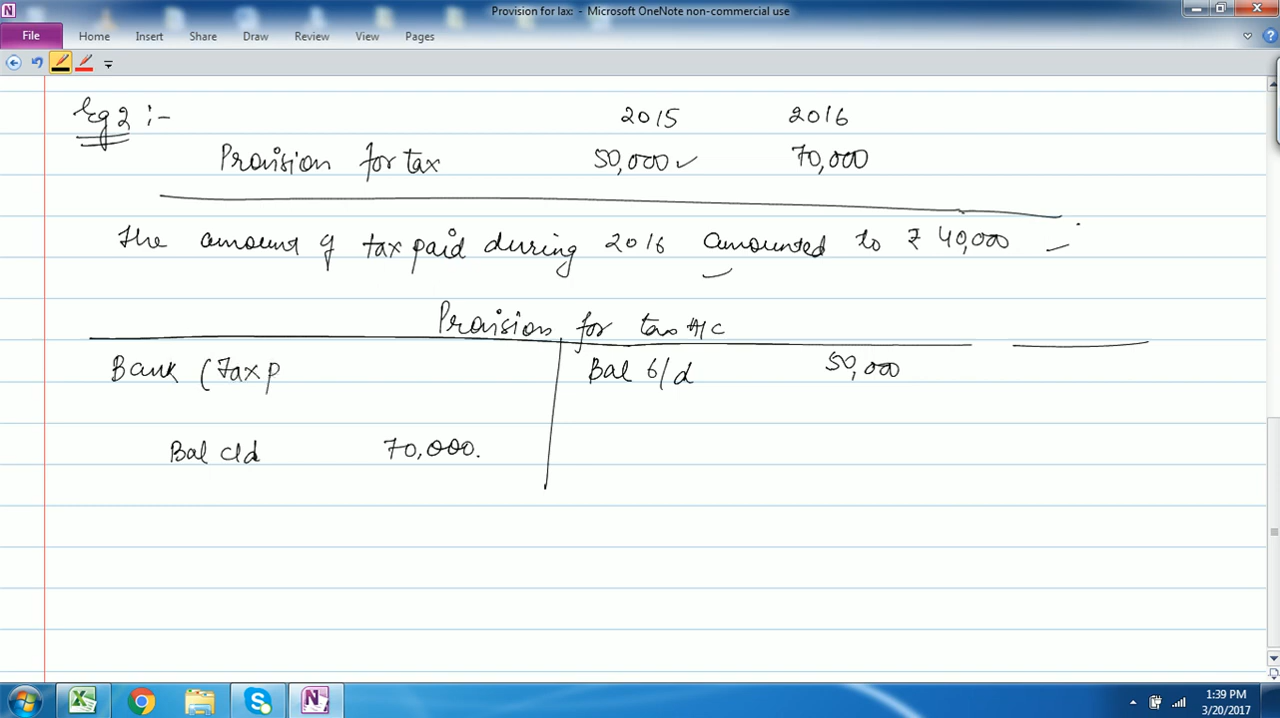 Provision for tax: - Microsoft OneNote non-commercial use
File Home Insert Share Draw Review View Pages
Eg 2 :- 2015 2016
Provision for tax 50,000 70,000
The amount of tax paid during 2016 amounted to ₹ 40,000
Provision for tax A/C
Bank (Tax p Bal b/d 50,000
Bal c/d 70,000.
1:39 PM
3/20/2017